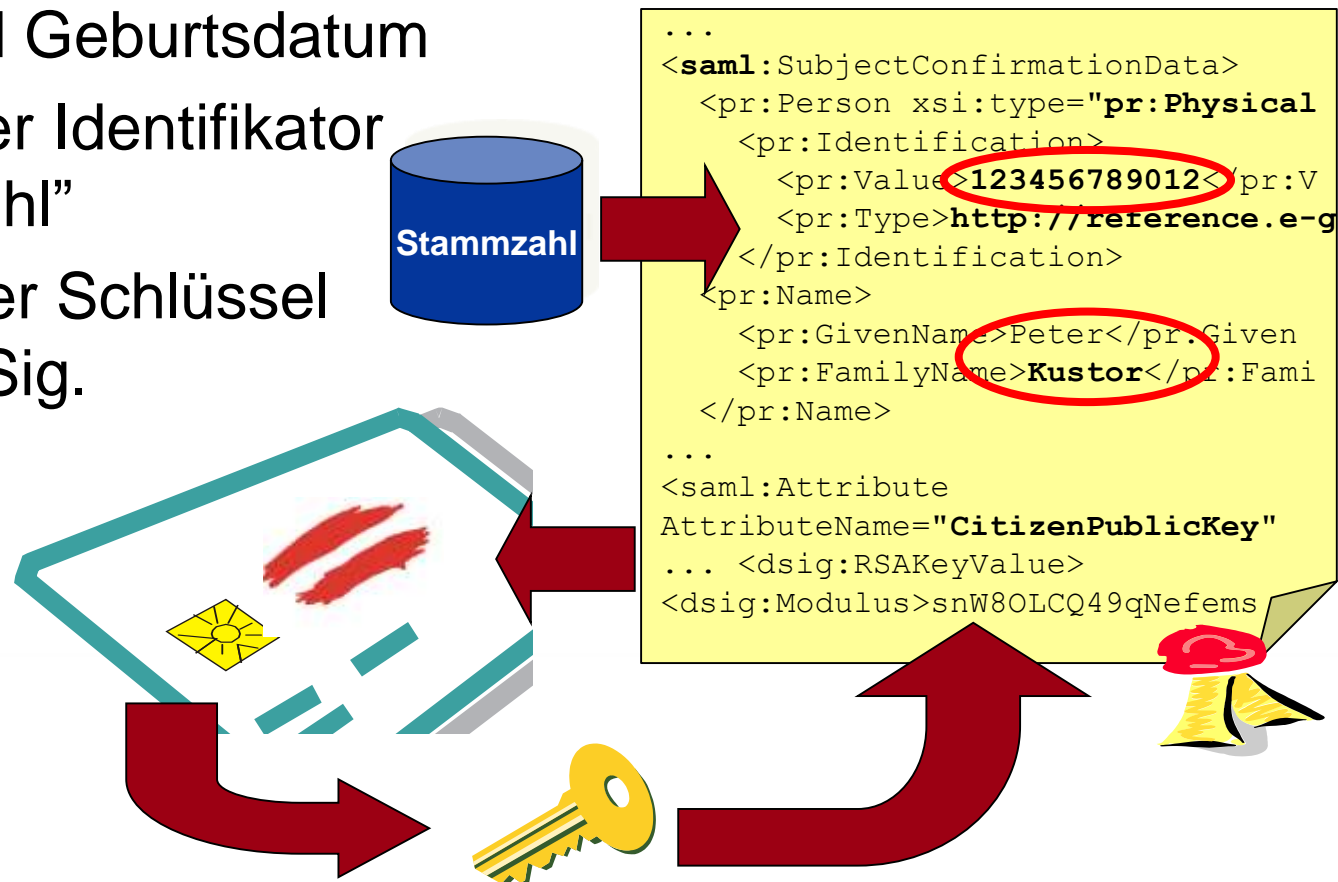 Geburtsdatum
er Identifikator
hl”
er Schlüssel
Sig.
Stammzahl
...
<saml:SubjectConfirmationData>
<pr:Person xsi:type="pr:Physical
<pr:Identification>
<pr:Value>123456789012</pr:V
<pr:Type>http://reference.e-g
</pr:Identification>
<pr:Name>
<pr:GivenName>Peter</pr:Given
<pr:FamilyName>Kustor</pr:Fami
</pr:Name>
...
<saml:Attribute
AttributeName="CitizenPublicKey"
... <dsig:RSAKeyValue>
<dsig:Modulus>snW8OLCQ49qNefems